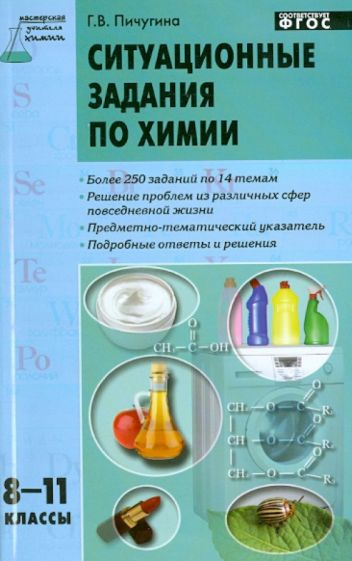 мастерская
учителя
химии
Г.В. Пичугина
СООТВЕТСТВУЕТ
ФГОС
СИТУАЦИОННЫЕ
ЗАДАНИЯ
ПО ХИМИИ
• Более 250 заданий по 14 темам
• Решение проблем из различных сфер
повседневной жизни
• Предметно-тематический указатель
• Подробные ответы и решения
S
Se
Te
Po
O
CH₃—C
OH
O
CH₂—O—C
R₁
O
CH—O—C
R₂
O
CH₂—O—C
R₃
8–11
КЛАССЫ